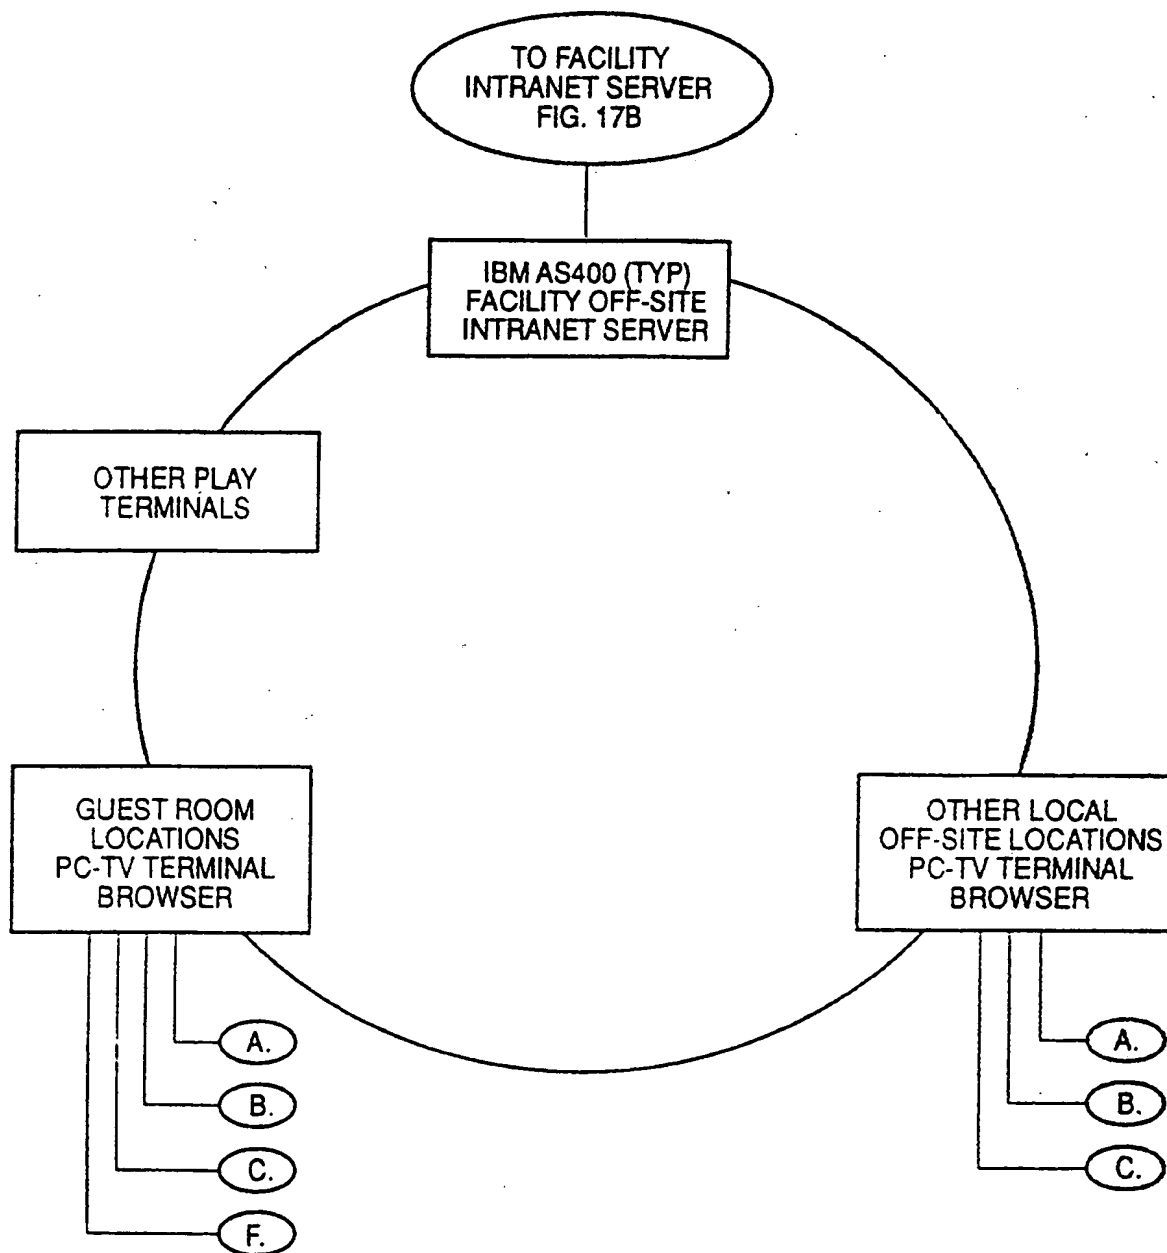 TO FACILITY
INTRANET SERVER
FIG. 17B
IBM AS400 (TYP)
FACILITY OFF-SITE
INTRANET SERVER
OTHER PLAY
TERMINALS
GUEST ROOM
LOCATIONS
PC-TV TERMINAL
BROWSER
OTHER LOCAL
OFF-SITE LOCATIONS
PC-TV TERMINAL
BROWSER
A.
B.
C.
F.
A.
B.
C.